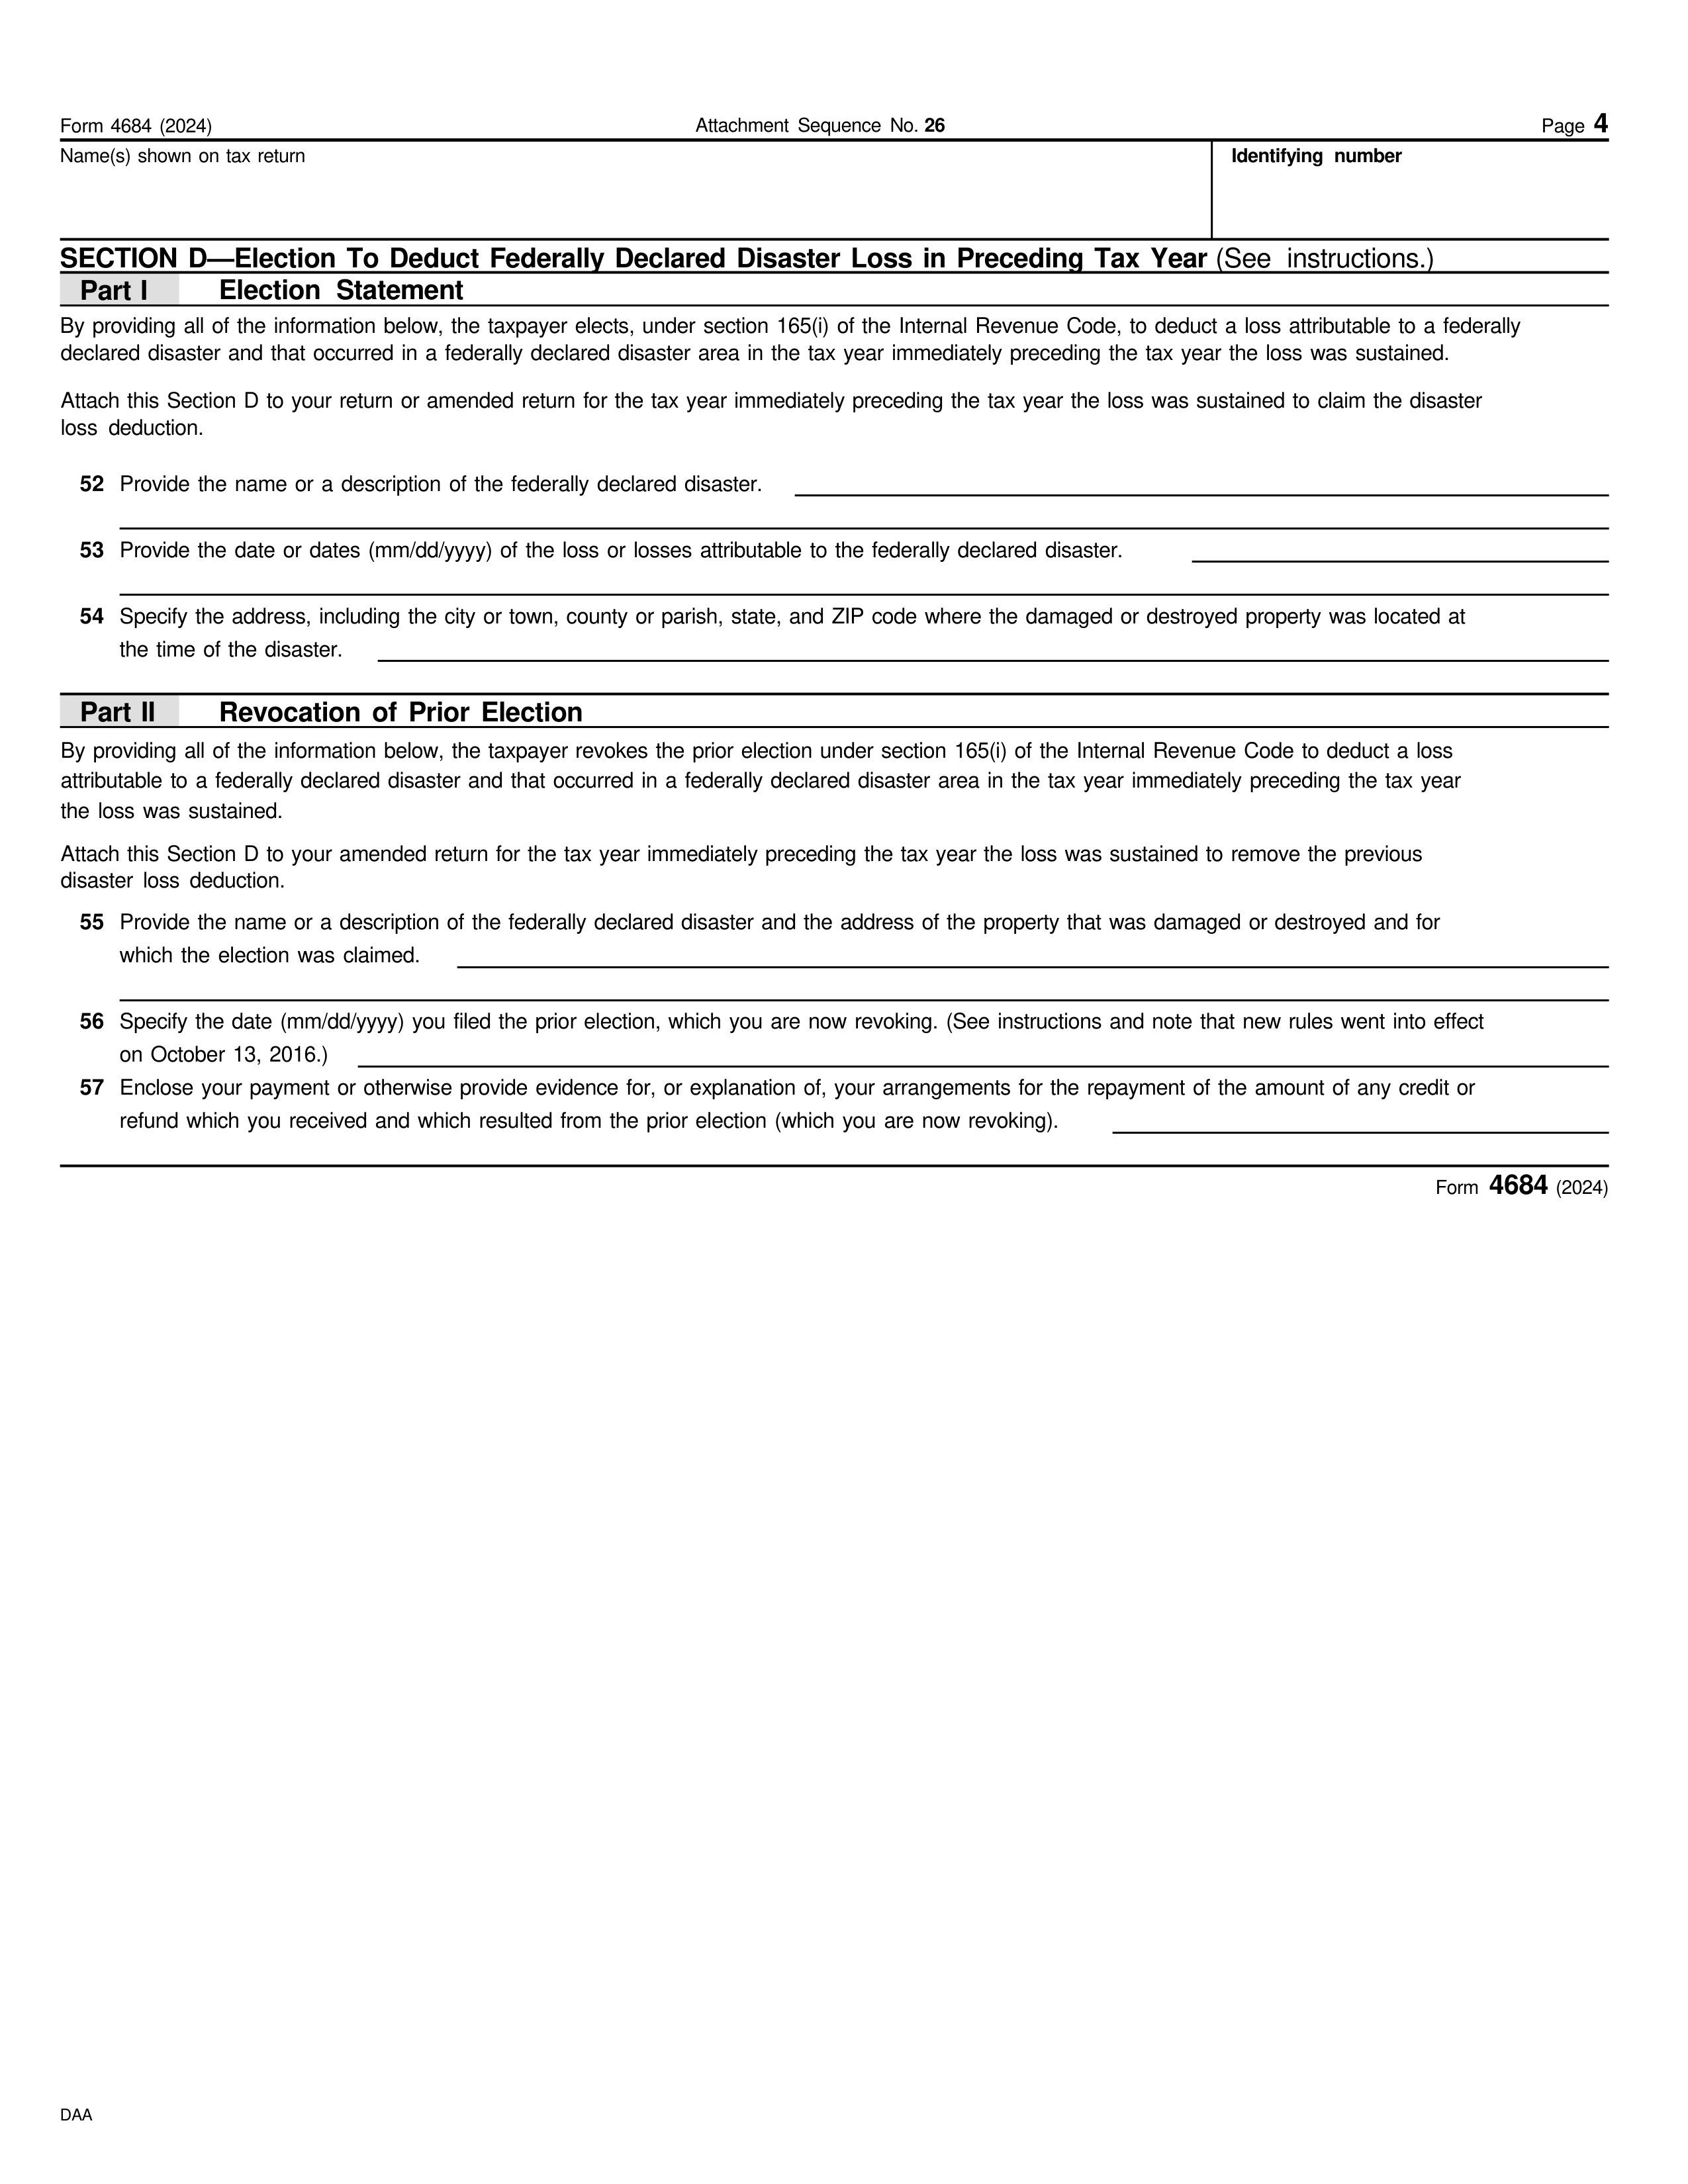 Form 4684 (2024) Attachment Sequence No. 26 Page 4
Name(s) shown on tax return Identifying number
SECTION D—Election To Deduct Federally Declared Disaster Loss in Preceding Tax Year (See instructions.)
Part I Election Statement
By providing all of the information below, the taxpayer elects, under section 165(i) of the Internal Revenue Code, to deduct a loss attributable to a federally
declared disaster and that occurred in a federally declared disaster area in the tax year immediately preceding the tax year the loss was sustained.
Attach this Section D to your return or amended return for the tax year immediately preceding the tax year the loss was sustained to claim the disaster
loss deduction.
52 Provide the name or a description of the federally declared disaster.
53 Provide the date or dates (mm/dd/yyyy) of the loss or losses attributable to the federally declared disaster.
54 Specify the address, including the city or town, county or parish, state, and ZIP code where the damaged or destroyed property was located at
the time of the disaster.
Part II Revocation of Prior Election
By providing all of the information below, the taxpayer revokes the prior election under section 165(i) of the Internal Revenue Code to deduct a loss
attributable to a federally declared disaster and that occurred in a federally declared disaster area in the tax year immediately preceding the tax year
the loss was sustained.
Attach this Section D to your amended return for the tax year immediately preceding the tax year the loss was sustained to remove the previous
disaster loss deduction.
55 Provide the name or a description of the federally declared disaster and the address of the property that was damaged or destroyed and for
which the election was claimed.
56 Specify the date (mm/dd/yyyy) you filed the prior election, which you are now revoking. (See instructions and note that new rules went into effect
on October 13, 2016.)
57 Enclose your payment or otherwise provide evidence for, or explanation of, your arrangements for the repayment of the amount of any credit or
refund which you received and which resulted from the prior election (which you are now revoking).
Form 4684 (2024)
DAA